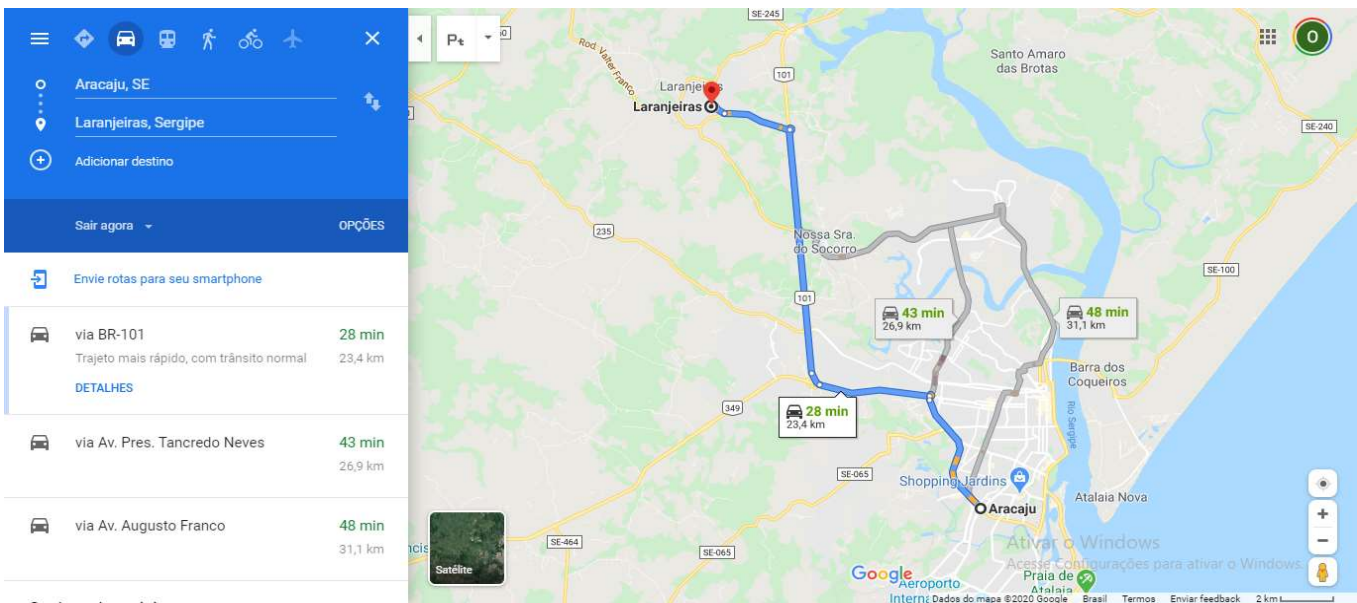 Aracaju, SE
Laranjeiras, Sergipe
Adicionar destino
Sair agora
OPÇÕES
Envie rotas para seu smartphone
via BR-101
28 min
Trajeto mais rápido, com trânsito normal
23,4 km
DETALHES
via Av. Pres. Tancredo Neves
43 min
26,9 km
via Av. Augusto Franco
48 min
31,1 km
SE-245
Rod. Valter Franco
Santo Amaro
das Brotas
101
Laranjeiras
Laranjeiras
SE-240
235
Nossa Sra.
do Socorro
SE-100
101
43 min
26,9 km
48 min
31,1 km
Barra dos
Coqueiros
349
28 min
23,4 km
Rio Sergipe
SE-065
Shopping Jardins
Atalaia Nova
Aracaju
SE-464
SE-065
Satélite
Ativar o Windows
Acesse Configurações para ativar o Windows.
Google
Aeroporto
Praia de
Atalaia
Dados do mapa ©2020 Google
Brasil
Termos
Enviar feedback
2 km
O